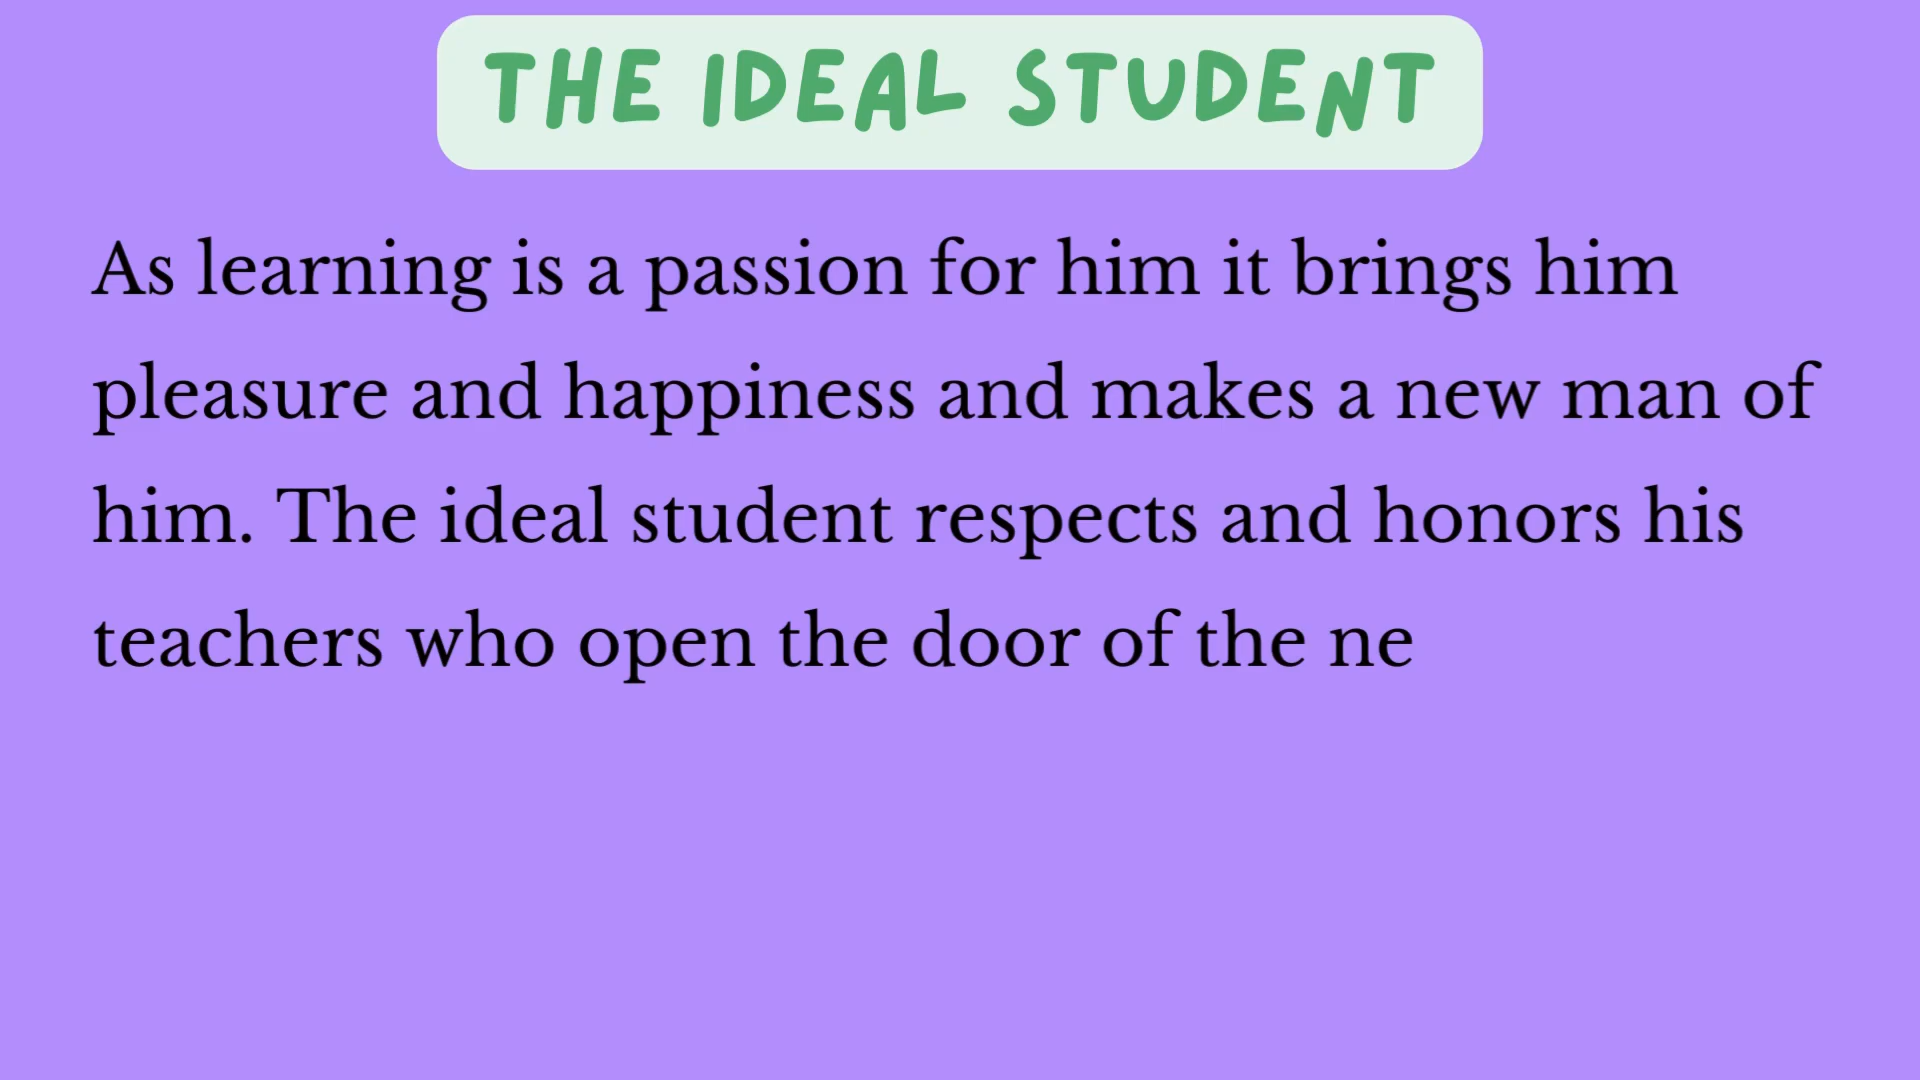 THE IDEAL STUDENT
As learning is a passion for him it brings him
pleasure and happiness and makes a new man of
him. The ideal student respects and honors his
teachers who open the door of the ne